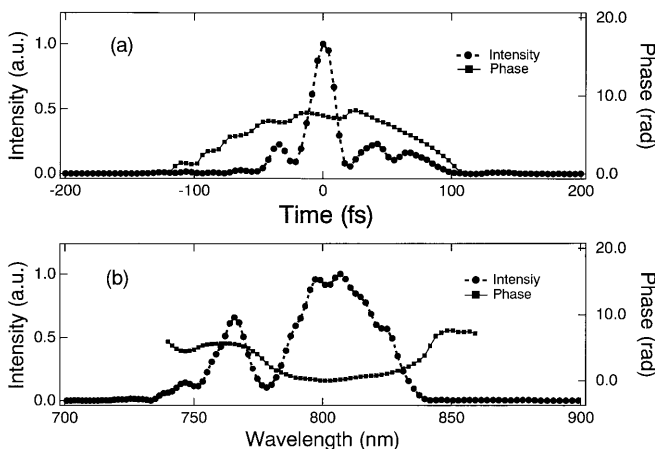 (a)
Intensity (a.u.)
1.0
0.5
0.0
Intensity
Phase
20.0
10.0
0.0
Phase (rad)
-200 -100 0 100 200
Time (fs)
(b)
Intensity (a.u.)
1.0
0.5
0.0
Intensiy
Phase
20.0
10.0
0.0
Phase (rad)
700 750 800 850 900
Wavelength (nm)